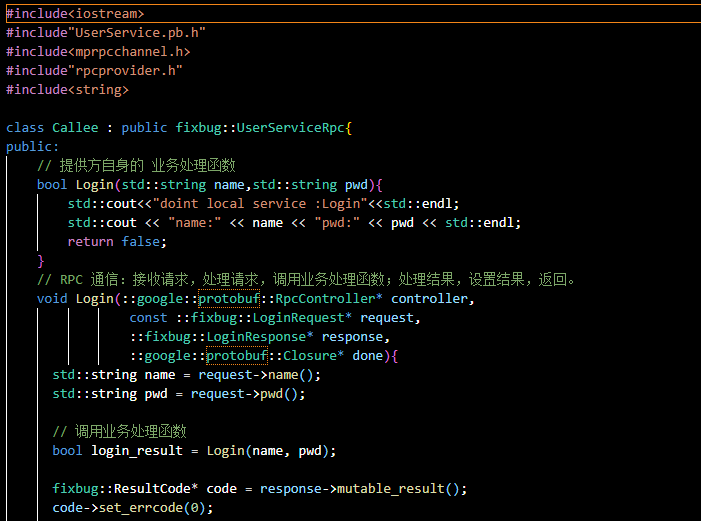 #include<iostream>
#include"UserService.pb.h"
#include<mprpcchannel.h>
#include"rpcprovider.h"
#include<string>
class Callee : public fixbug::UserServiceRpc{
public:
// 提供方自身的 业务处理函数
bool Login(std::string name,std::string pwd){
std::cout<<"doint local service :Login"<<std::endl;
std::cout << "name:" << name << "pwd:" << pwd << std::endl;
return false;
}
// RPC 通信：接收请求，处理请求，调用业务处理函数；处理结果，设置结果，返回。
void Login(::google::protobuf::RpcController* controller,
const ::fixbug::LoginRequest* request,
::fixbug::LoginResponse* response,
::google::protobuf::Closure* done){
std::string name = request->name();
std::string pwd = request->pwd();
// 调用业务处理函数
bool login_result = Login(name, pwd);
fixbug::ResultCode* code = response->mutable_result();
code->set_errcode(0);